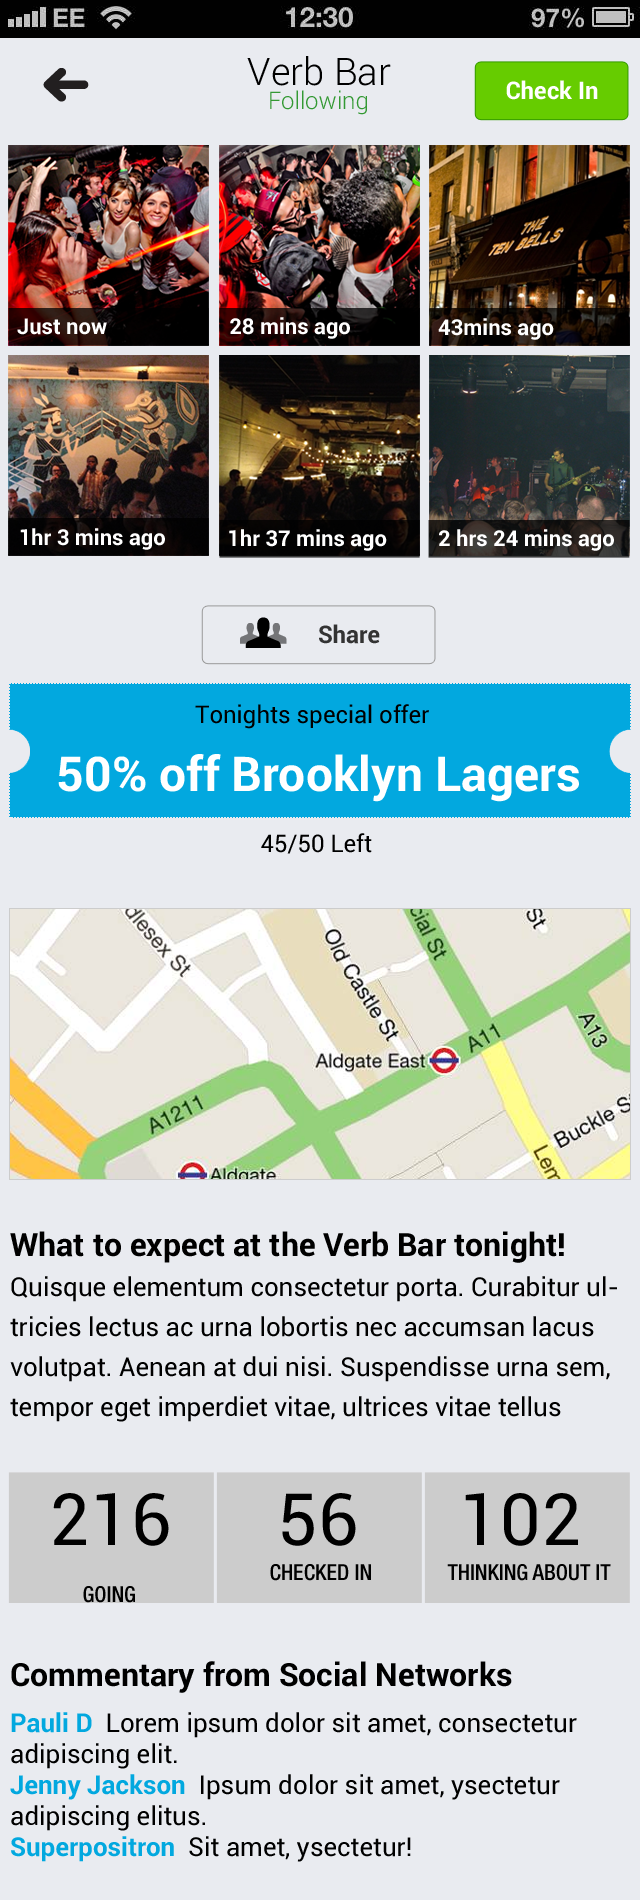 EE 12:30 97%
Verb Bar
Following
Check In
THE
TEN BELLS
Just now
28 mins ago
43mins ago
1hr 3 mins ago
1hr 37 mins ago
2 hrs 24 mins ago
Share
Tonights special offer
50% off Brooklyn Lagers
45/50 Left
dlesex St
Old Castle St
cial St
St
Aldgate East
A11
A13
A1211
Buckle S
Lem
Aldgate
What to expect at the Verb Bar tonight!
Quisque elementum consectetur porta. Curabitur ul-
tricies lectus ac urna lobortis nec accumsan lacus
volutpat. Aenean at dui nisi. Suspendisse urna sem,
tempor eget imperdiet vitae, ultrices vitae tellus
216
GOING
56
CHECKED IN
102
THINKING ABOUT IT
Commentary from Social Networks
Pauli D Lorem ipsum dolor sit amet, consectetur
adipiscing elit.
Jenny Jackson Ipsum dolor sit amet, ysectetur
adipiscing elitus.
Superpositron Sit amet, ysectetur!